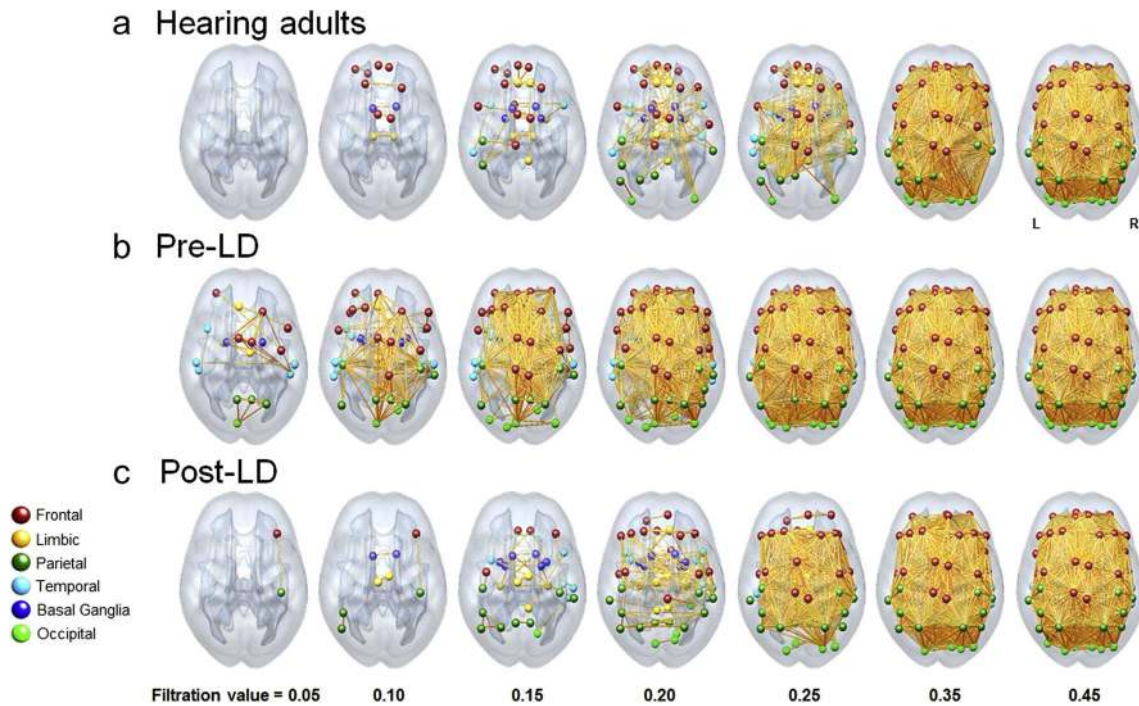 a Hearing adults
L R
b Pre-LD
c Post-LD
Frontal
Limbic
Parietal
Temporal
Basal Ganglia
Occipital
Filtration value = 0.05 0.10 0.15 0.20 0.25 0.35 0.45